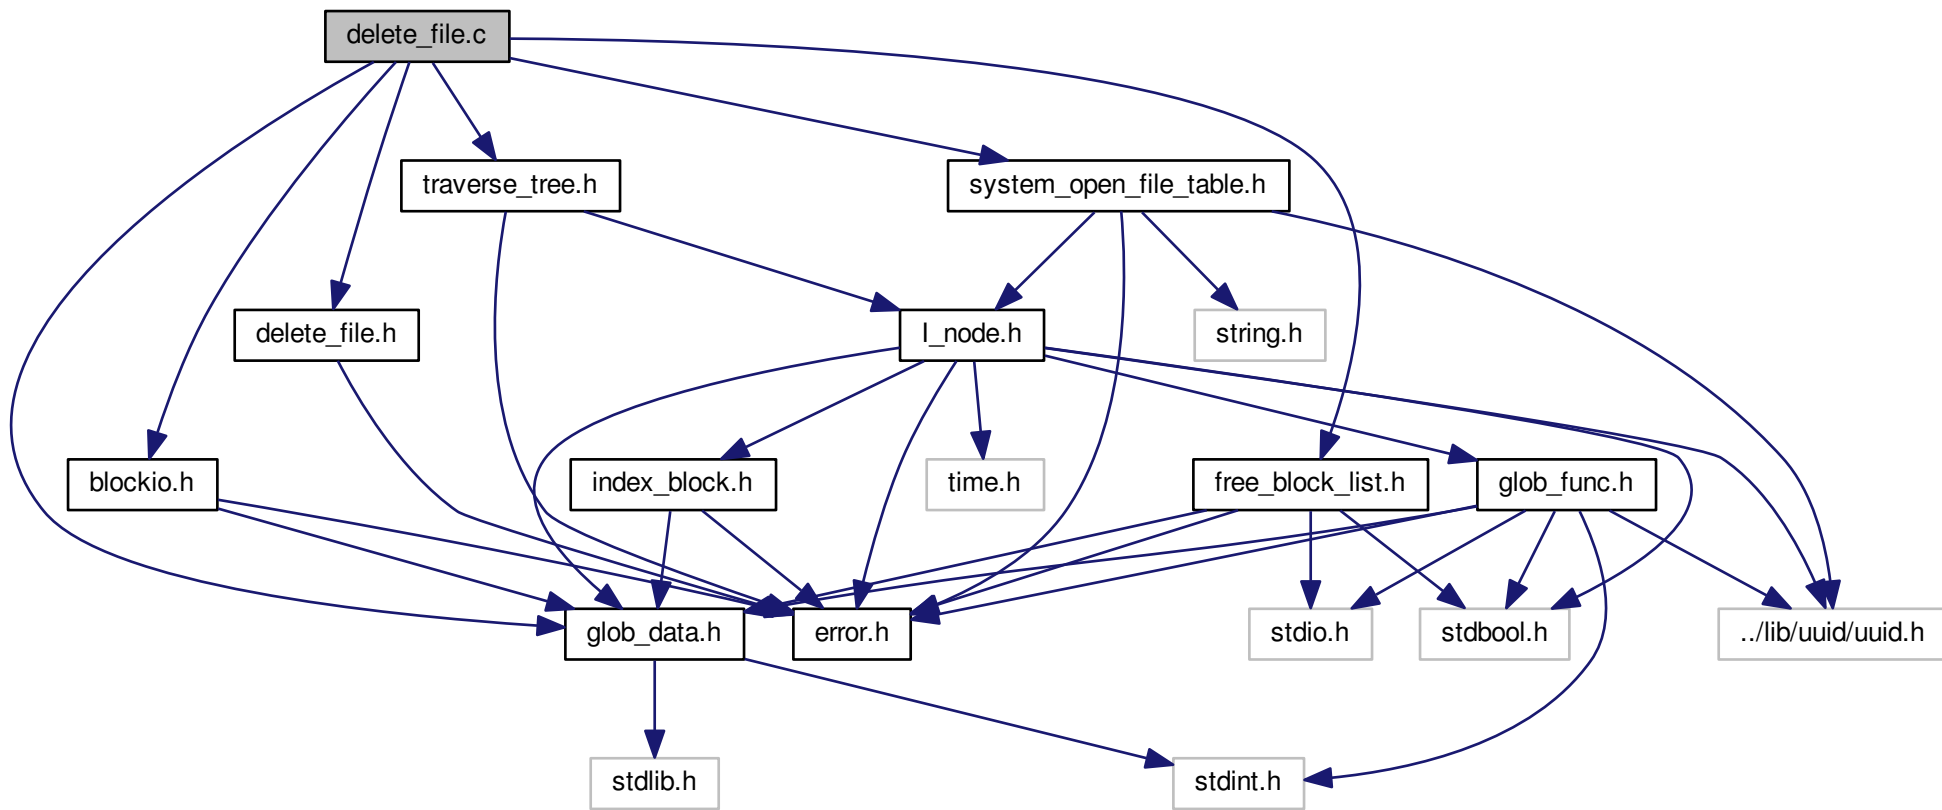 delete_file.c
traverse_tree.h
system_open_file_table.h
delete_file.h
I_node.h
string.h
blockio.h
index_block.h
time.h
free_block_list.h
glob_func.h
glob_data.h
error.h
stdio.h
stdbool.h
../lib/uuid/uuid.h
stdlib.h
stdint.h